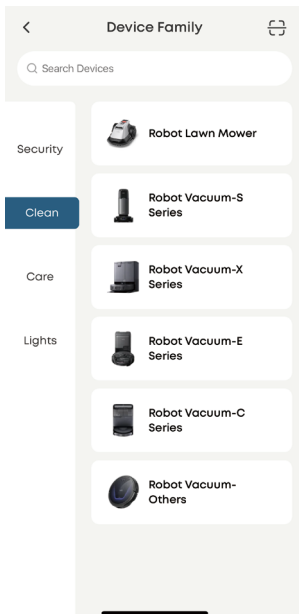 Device Family
Search Devices
Security
Clean
Care
Lights
Robot Lawn Mower
Robot Vacuum-S
Series
Robot Vacuum-X
Series
Robot Vacuum-E
Series
Robot Vacuum-C
Series
Robot Vacuum-
Others